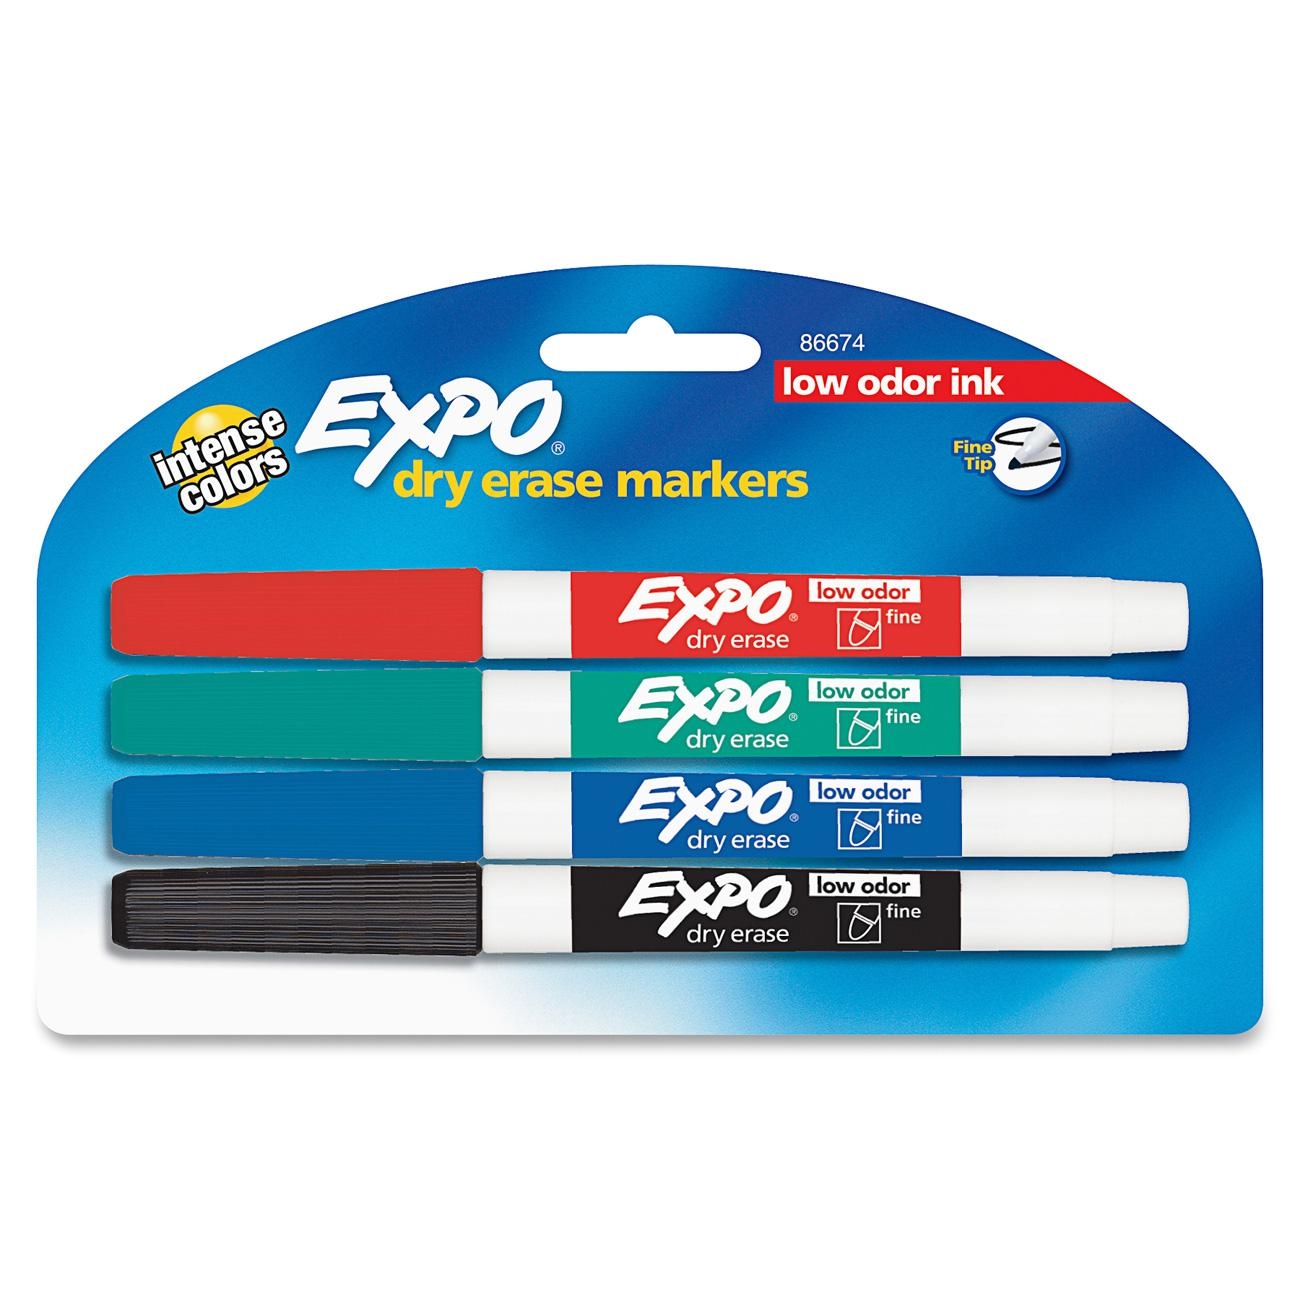 86674
low odor ink
intense
colors
EXPO®
dry erase markers
Fine
Tip
EXPO®
dry erase
low odor
fine
EXPO®
dry erase
low odor
fine
EXPO®
dry erase
low odor
fine
EXPO®
dry erase
low odor
fine